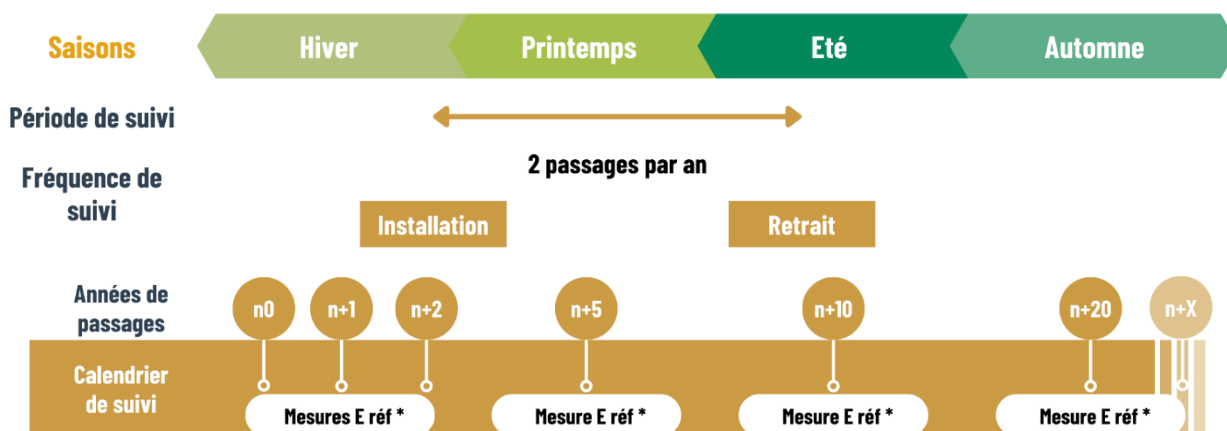 Saisons
Hiver
Printemps
Eté
Automne
Période de suivi
2 passages par an
Fréquence de
suivi
Installation
Retrait
Années de
passages
n0
n+1
n+2
n+5
n+10
n+20
n+X
Calendrier
de suivi
Mesures E réf *
Mesure E réf *
Mesure E réf *
Mesure E réf *